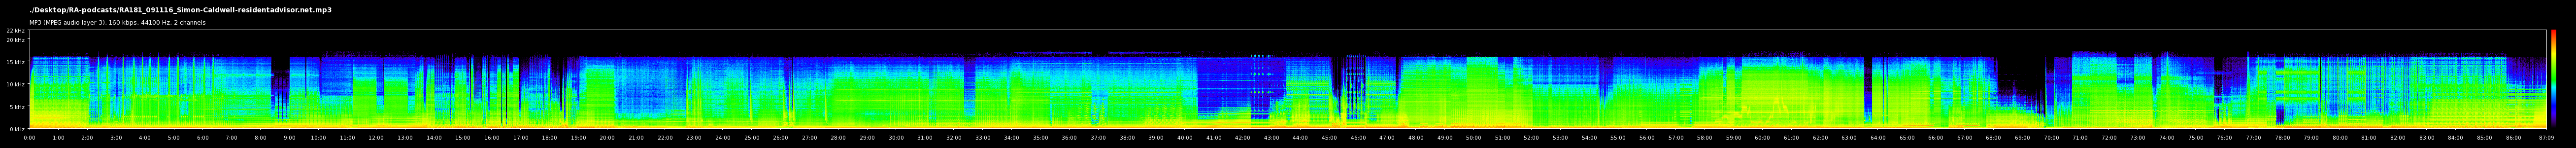 ./Desktop/RA-podcasts/RA181_091116_Simon-Caldwell-residentadvisor.net.mp3
MP3 (MPEG audio layer 3), 160 kbps, 44100 Hz, 2 channels
22 kHz
20 kHz
15 kHz
10 kHz
5 kHz
0 kHz
0:00 1:00 2:00 3:00 4:00 5:00 6:00 7:00 8:00 9:00 10:00 11:00 12:00 13:00 14:00 15:00 16:00 17:00 18:00 19:00 20:00 21:00 22:00 23:00 24:00 25:00 26:00 27:00 28:00 29:00 30:00 31:00 32:00 33:00 34:00 35:00 36:00 37:00 38:00 39:00 40:00 41:00 42:00 43:00 44:00 45:00 46:00 47:00 48:00 49:00 50:00 51:00 52:00 53:00 54:00 55:00 56:00 57:00 58:00 59:00 60:00 61:00 62:00 63:00 64:00 65:00 66:00 67:00 68:00 69:00 70:00 71:00 72:00 73:00 74:00 75:00 76:00 77:00 78:00 79:00 80:00 81:00 82:00 83:00 84:00 85:00 86:00 87:09